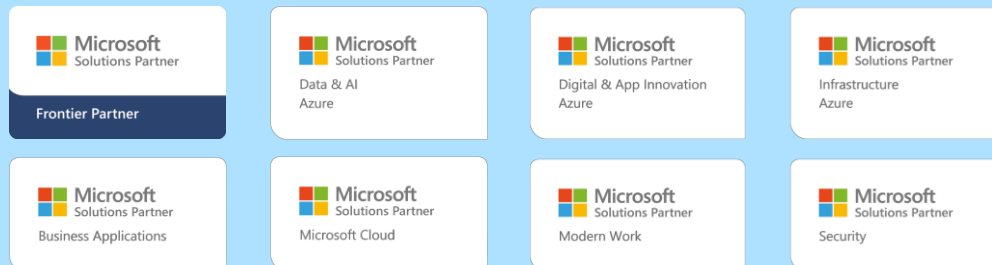 Microsoft
Solutions Partner
Frontier Partner
Microsoft
Solutions Partner
Data & AI
Azure
Microsoft
Solutions Partner
Digital & App Innovation
Azure
Microsoft
Solutions Partner
Infrastructure
Azure
Microsoft
Solutions Partner
Business Applications
Microsoft
Solutions Partner
Microsoft Cloud
Microsoft
Solutions Partner
Modern Work
Microsoft
Solutions Partner
Security